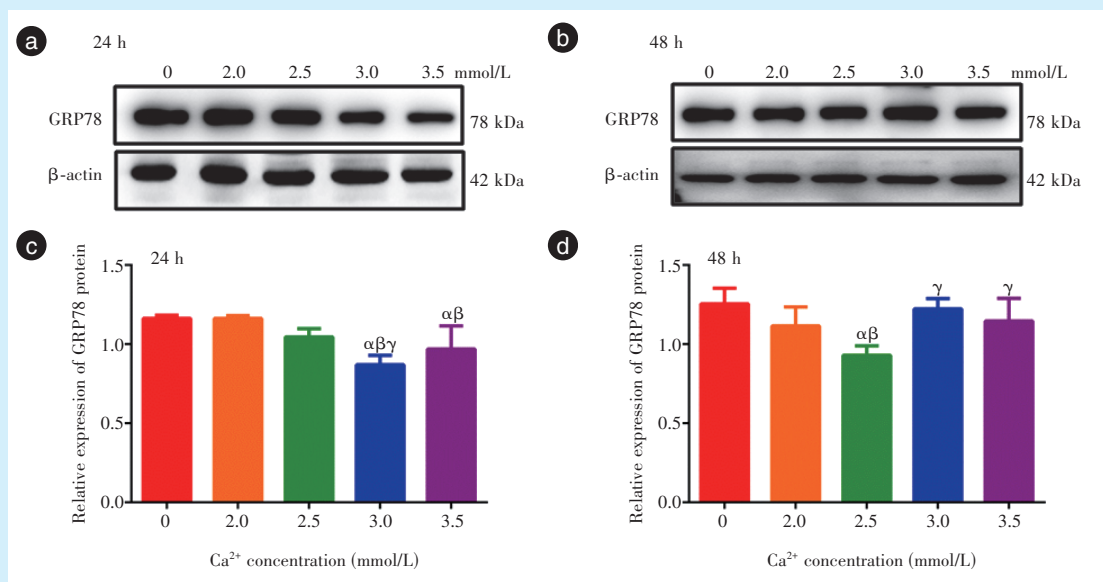 a
24 h
0 2.0 2.5 3.0 3.5 mmol/L
GRP78
78 kDa
β-actin
42 kDa
b
48 h
0 2.0 2.5 3.0 3.5 mmol/L
GRP78
78 kDa
β-actin
42 kDa
c
24 h
Relative expression of GRP78 protein
1.5
1.0
0.5
0.0
αβγ
αβ
0 2.0 2.5 3.0 3.5
Ca²⁺ concentration (mmol/L)
d
48 h
Relative expression of GRP78 protein
1.5
1.0
0.5
0.0
αβ
γ
γ
0 2.0 2.5 3.0 3.5
Ca²⁺ concentration (mmol/L)